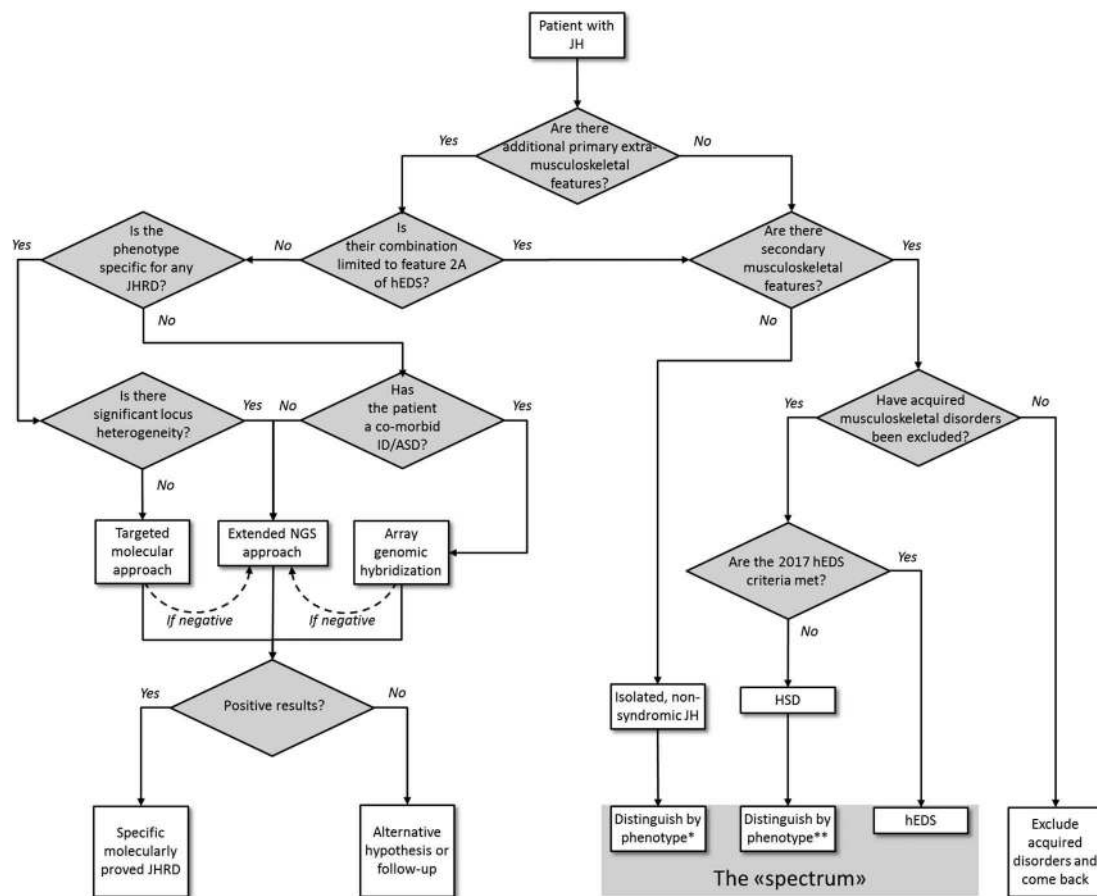 Patient with
JH
Are there
additional primary extra-
musculoskeletal
features?
Yes
No
Is the
phenotype
specific for any
JHRD?
Yes
No
Is
their combination
limited to feature 2A
of hEDS?
No
Yes
Are there
secondary
musculoskeletal
features?
Yes
No
Is there
significant locus
heterogeneity?
Yes
No
No
Has
the patient
a co-morbid
ID/ASD?
Yes
Have acquired
musculoskeletal disorders
been excluded?
Yes
No
Targeted
molecular
approach
Extended NGS
approach
Array
genomic
hybridization
If negative
If negative
Are the 2017 hEDS
criteria met?
Yes
No
Positive results?
Yes
No
Isolated, non-
syndromic JH
HSD
Specific
molecularly
proved JHRD
Alternative
hypothesis or
follow-up
Distinguish by
phenotype*
Distinguish by
phenotype**
hEDS
Exclude
acquired
disorders and
come back
The «spectrum»